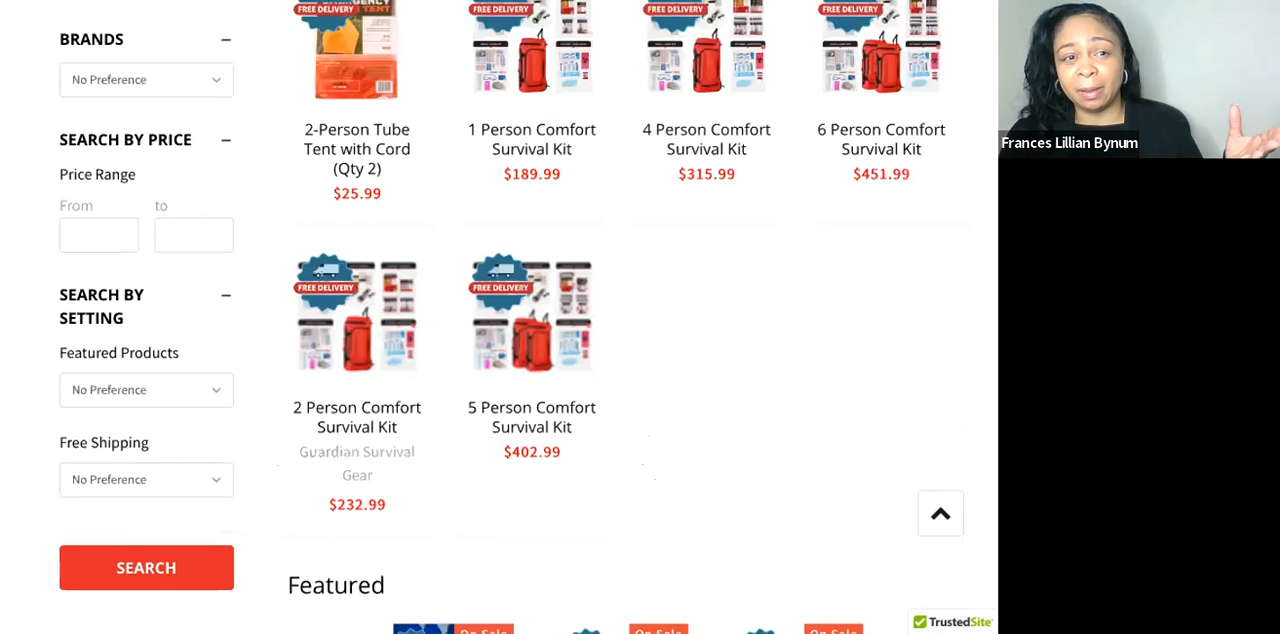 BRANDS
No Preference
SEARCH BY PRICE
Price Range
From
to
SEARCH BY
SETTING
Featured Products
No Preference
Free Shipping
No Preference
SEARCH
TENT
FREE DELIVERY
2-Person Tube
Tent with Cord
(Qty 2)
$25.99
FREE DELIVERY
1 Person Comfort
Survival Kit
$189.99
FREE DELIVERY
4 Person Comfort
Survival Kit
$315.99
FREE DELIVERY
6 Person Comfort
Survival Kit
$451.99
FREE DELIVERY
2 Person Comfort
Survival Kit
Guardian Survival
Gear
$232.99
FREE DELIVERY
5 Person Comfort
Survival Kit
$402.99
Featured
On Sale
On Sale
On Sale
TrustedSite
Frances Lillian Bynum